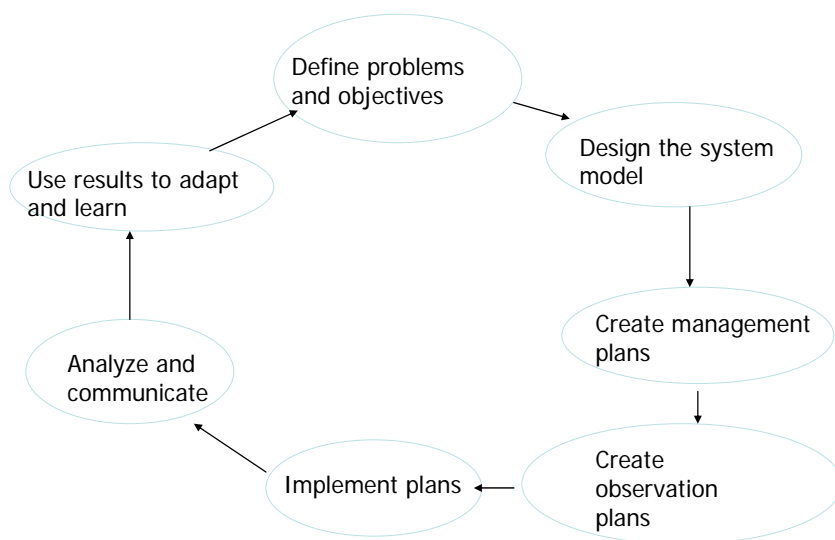 Define problems
and objectives
Design the system
model
Create management
plans
Create
observation
plans
Implement plans
Analyze and
communicate
Use results to adapt
and learn